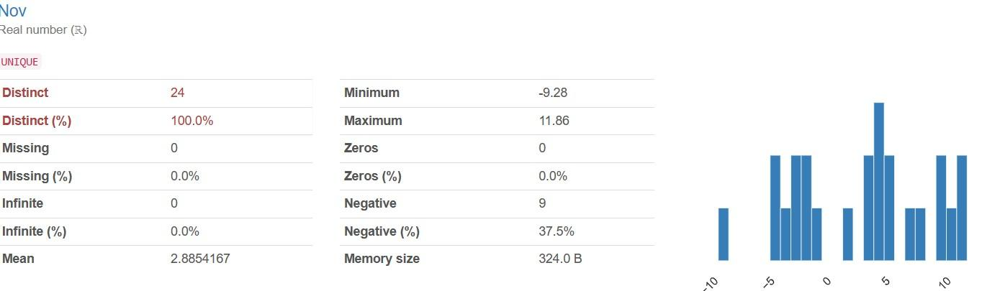 Nov
Real number (ℝ)
UNIQUE
Distinct 24
Distinct (%) 100.0%
Missing 0
Missing (%) 0.0%
Infinite 0
Infinite (%) 0.0%
Mean 2.8854167
Minimum -9.28
Maximum 11.86
Zeros 0
Zeros (%) 0.0%
Negative 9
Negative (%) 37.5%
Memory size 324.0 B
−10 −5 0 5 10